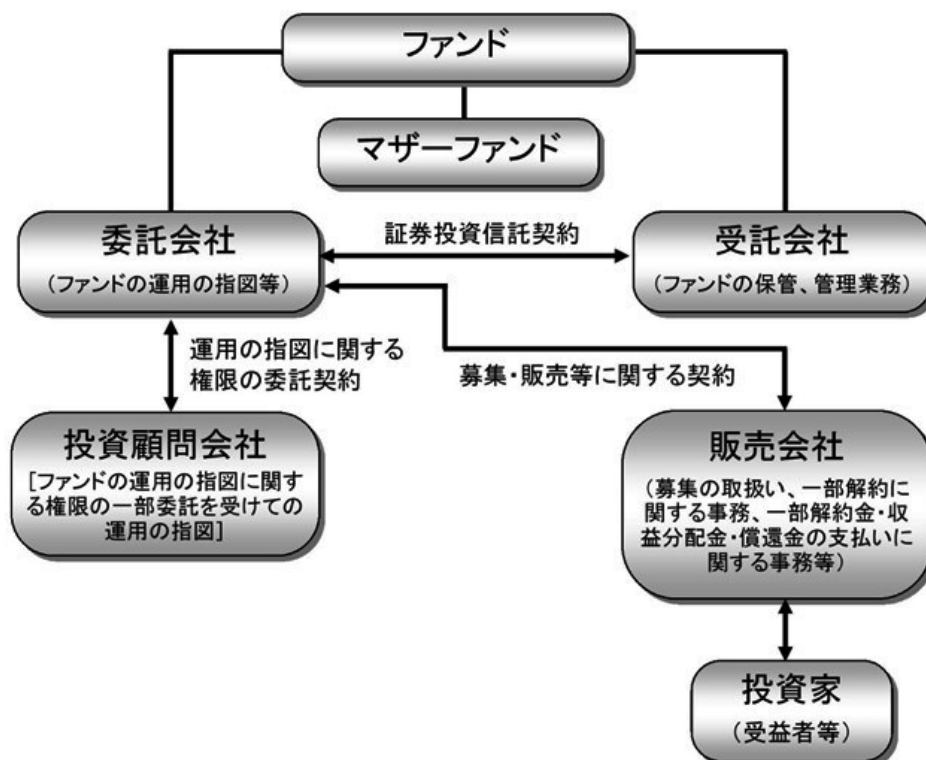 ファンド
マザーファンド
委託会社
（ファンドの運用の指図等）
証券投資信託契約
受託会社
（ファンドの保管、管理業務）
運用の指図に関する
権限の委託契約
募集・販売等に関する契約
投資顧問会社
［ファンドの運用の指図に関す
る権限の一部委託を受けての
運用の指図］
販売会社
（募集の取扱い、一部解約に
関する事務、一部解約金・収
益分配金・償還金の支払いに
関する事務等）
投資家
（受益者等）